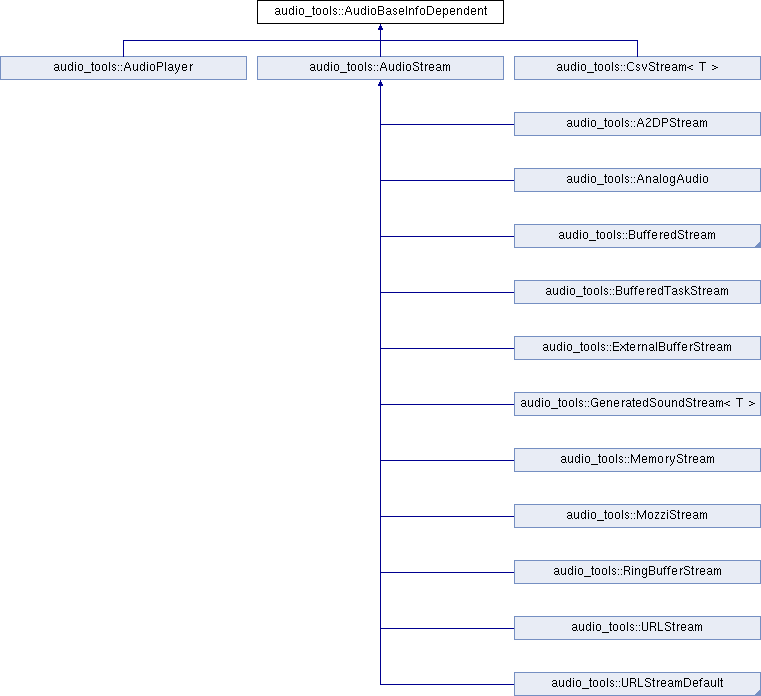 audio_tools::AudioBaseInfoDependent
audio_tools::AudioPlayer
audio_tools::AudioStream
audio_tools::CsvStream< T >
audio_tools::A2DPStream
audio_tools::AnalogAudio
audio_tools::BufferedStream
audio_tools::BufferedTaskStream
audio_tools::ExternalBufferStream
audio_tools::GeneratedSoundStream< T >
audio_tools::MemoryStream
audio_tools::MozziStream
audio_tools::RingBufferStream
audio_tools::URLStream
audio_tools::URLStreamDefault